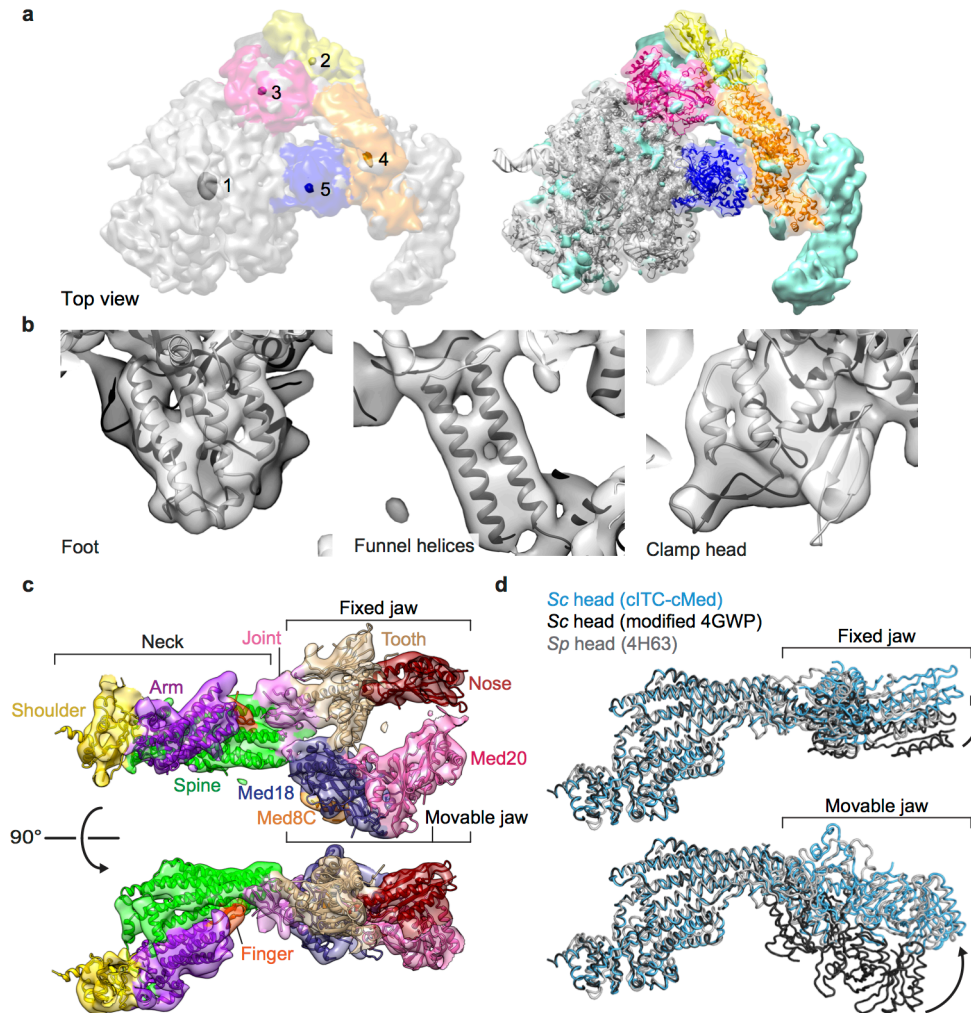 a
2
3
4
1
5
Top view
b
Foot
Funnel helices
Clamp head
c
Fixed jaw
Neck
Joint
Tooth
Arm
Nose
Shoulder
Med20
Spine
Med18
Med8C
Movable jaw
90°
Finger
d
Sc head (cITC-cMed)
Sc head (modified 4GWP)
Sp head (4H63)
Fixed jaw
Movable jaw